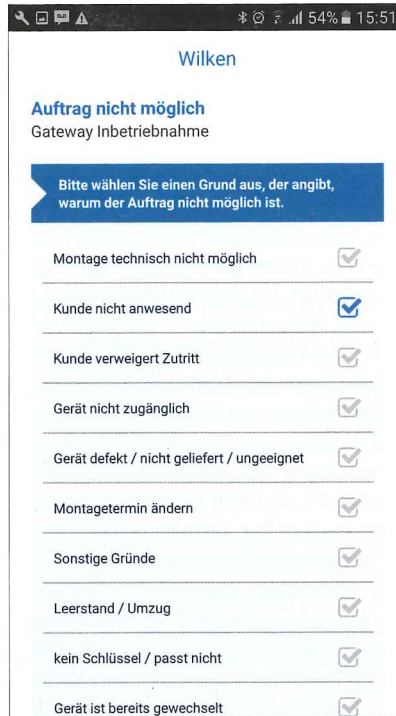 54% 15:51
Wilken
Auftrag nicht möglich
Gateway Inbetriebnahme
Bitte wählen Sie einen Grund aus, der angibt,
warum der Auftrag nicht möglich ist.
Montage technisch nicht möglich
Kunde nicht anwesend
Kunde verweigert Zutritt
Gerät nicht zugänglich
Gerät defekt / nicht geliefert / ungeeignet
Montagetermin ändern
Sonstige Gründe
Leerstand / Umzug
kein Schlüssel / passt nicht
Gerät ist bereits gewechselt